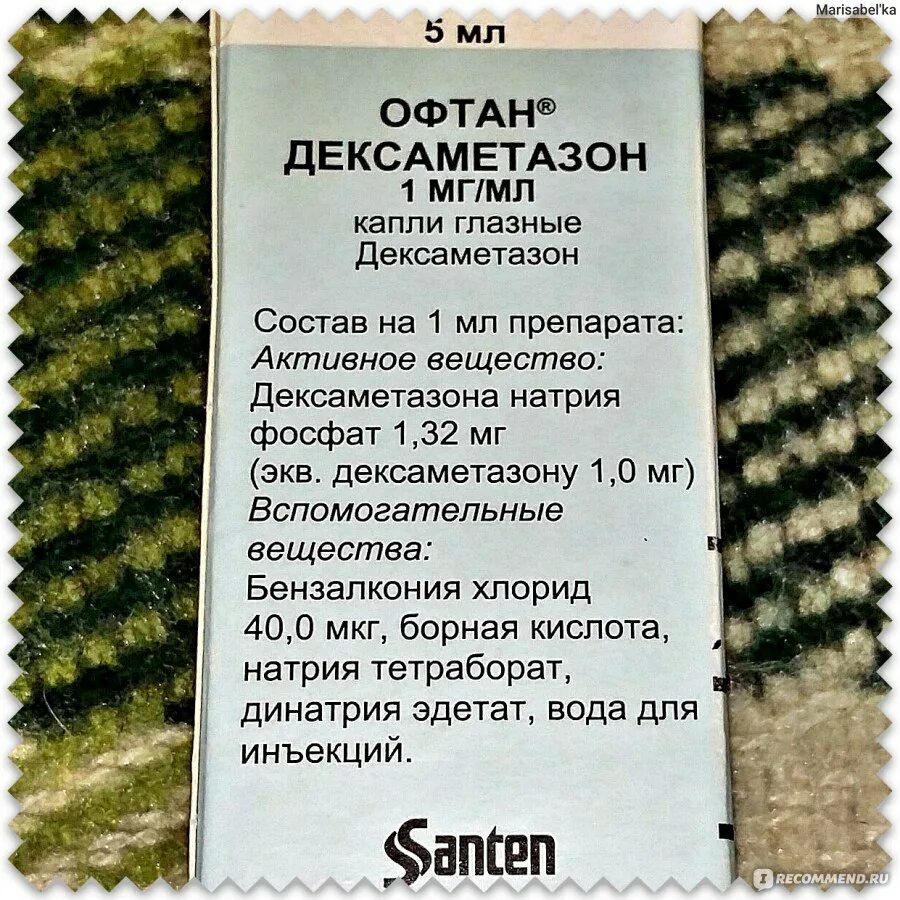 Marisabel'ka
5 мл
ОФТАН®
ДЕКСАМЕТАЗОН
1 МГ/МЛ
капли глазные
Дексаметазон
Состав на 1 мл препарата:
Активное вещество:
Дексаметазона натрия
фосфат 1,32 мг
(экв. дексаметазону 1,0 мг)
Вспомогательные
вещества:
Бензалкония хлорид
40,0 мкг, борная кислота,
натрия тетраборат,
динатрия эдетат, вода для
инъекций.
Santen
IRECOMMEND.RU